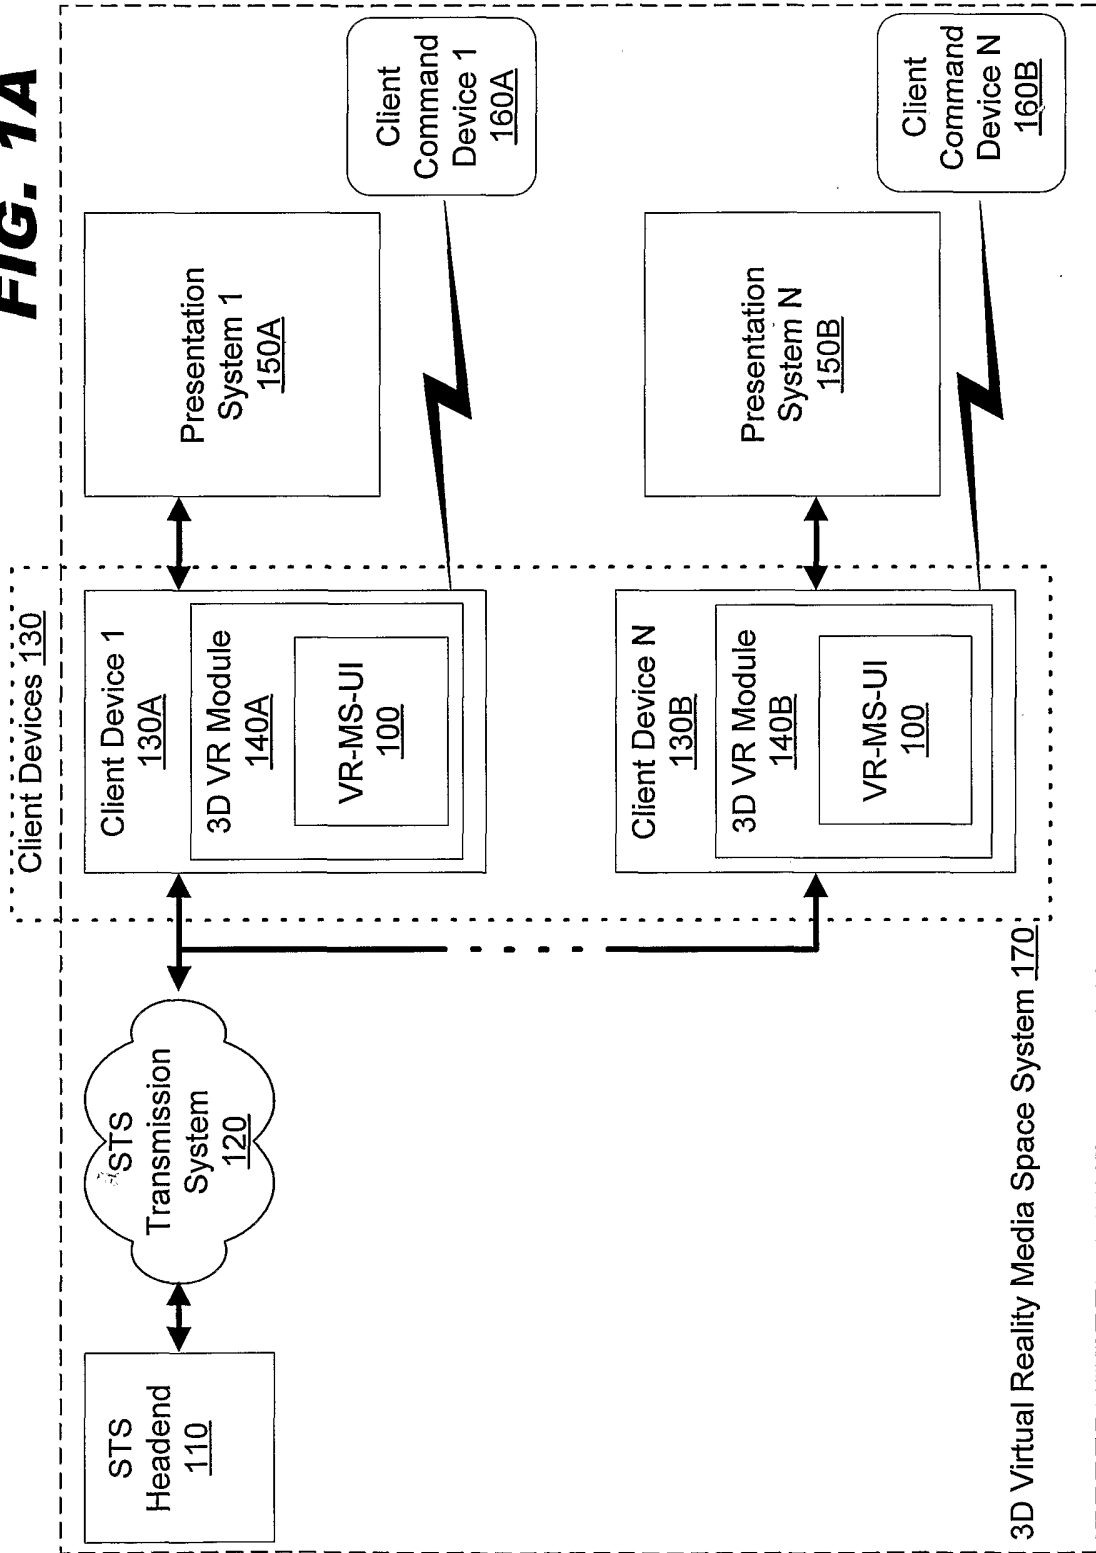 FIG. 1A
Client Devices 130
STS
Headend
110
STS
Transmission
System
120
Client Device 1
130A
3D VR Module
140A
VR-MS-UI
100
Presentation
System 1
150A
Client
Command
Device 1
160A
Client Device N
130B
3D VR Module
140B
VR-MS-UI
100
Presentation
System N
150B
Client
Command
Device N
160B
3D Virtual Reality Media Space System 170